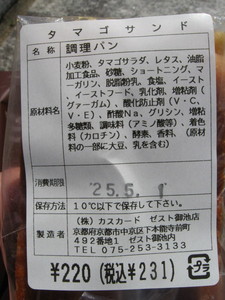 タマゴサンド
名称 調理パン
原材料名 小麦粉、タマゴサラダ、レタス、油脂
加工食品、砂糖、ショートニング、マー
ガリン、脱脂粉乳、食塩、イースト、
イーストフード、乳化剤、増粘剤(
グァーガム)、酸化防止剤(V.C、
V.E)、酢酸Na、グリシン、増粘
多糖類、調味料(アミノ酸等)、着色
料(カロチン)、酵素、香料、(原材
料の一部に大豆、乳を含む)
消費期限 25.5.1
保存方法 10℃以下で保存して下さい。
製造者 (株)カスカード ゼスト御池店
京都府京都市中京区下本能寺前町
492番地1 ゼスト御池内
TEL 075-253-3133
¥220(税込¥231)
プラ